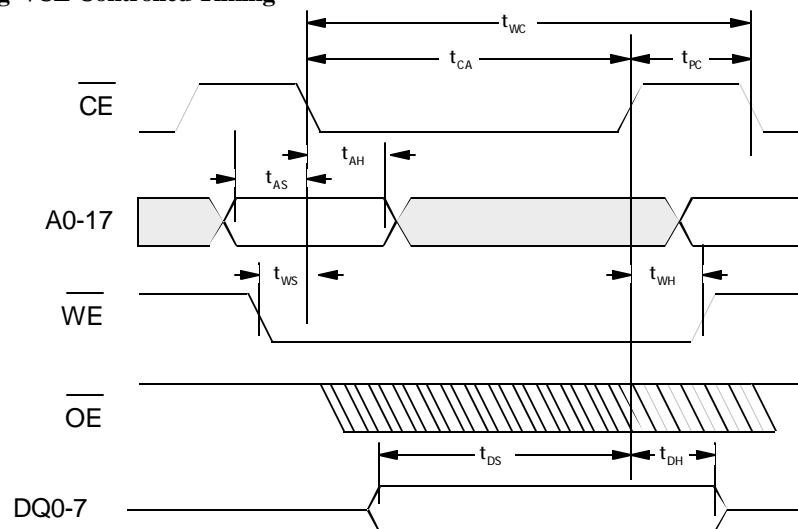 CE Controlled Timing
t_WC
t_CA
t_PC
CE
t_AH
t_AS
A0-17
t_WS
t_WH
WE
OE
t_DS
t_DH
DQ0-7